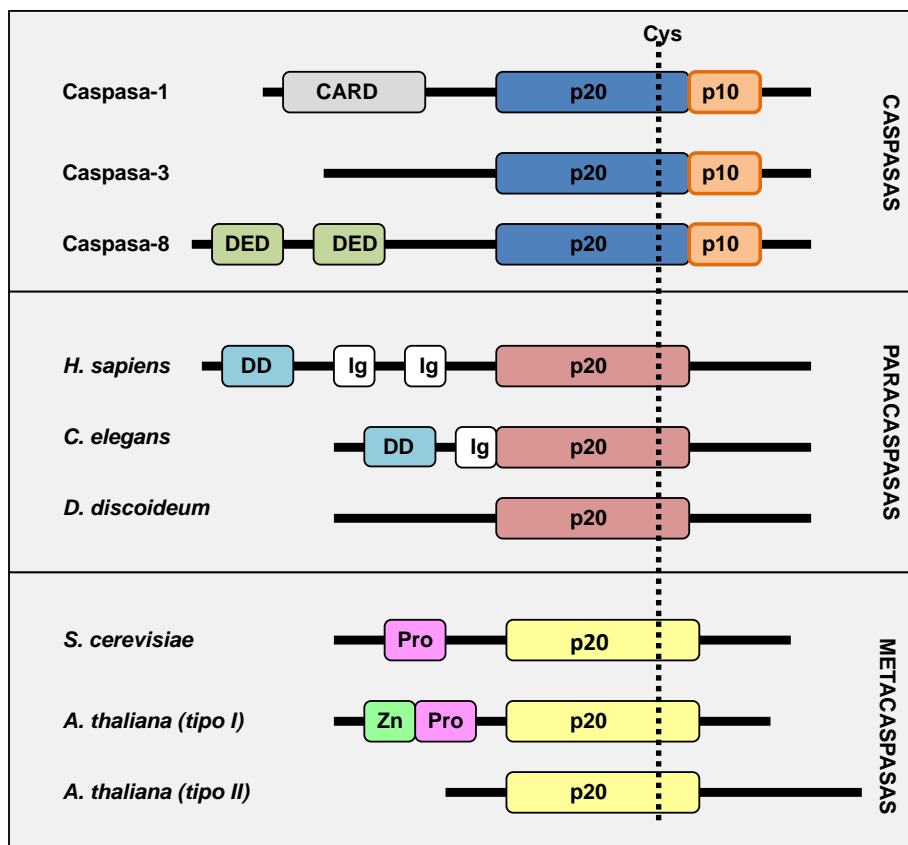 Cys
Caspasa-1 CARD p20 p10
Caspasa-3 p20 p10
Caspasa-8 DED DED p20 p10
CASPASAS
H. sapiens DD Ig Ig p20
C. elegans DD Ig p20
D. discoideum p20
PARACASPASAS
S. cerevisiae Pro p20
A. thaliana (tipo I) Zn Pro p20
A. thaliana (tipo II) p20
METACASPASAS